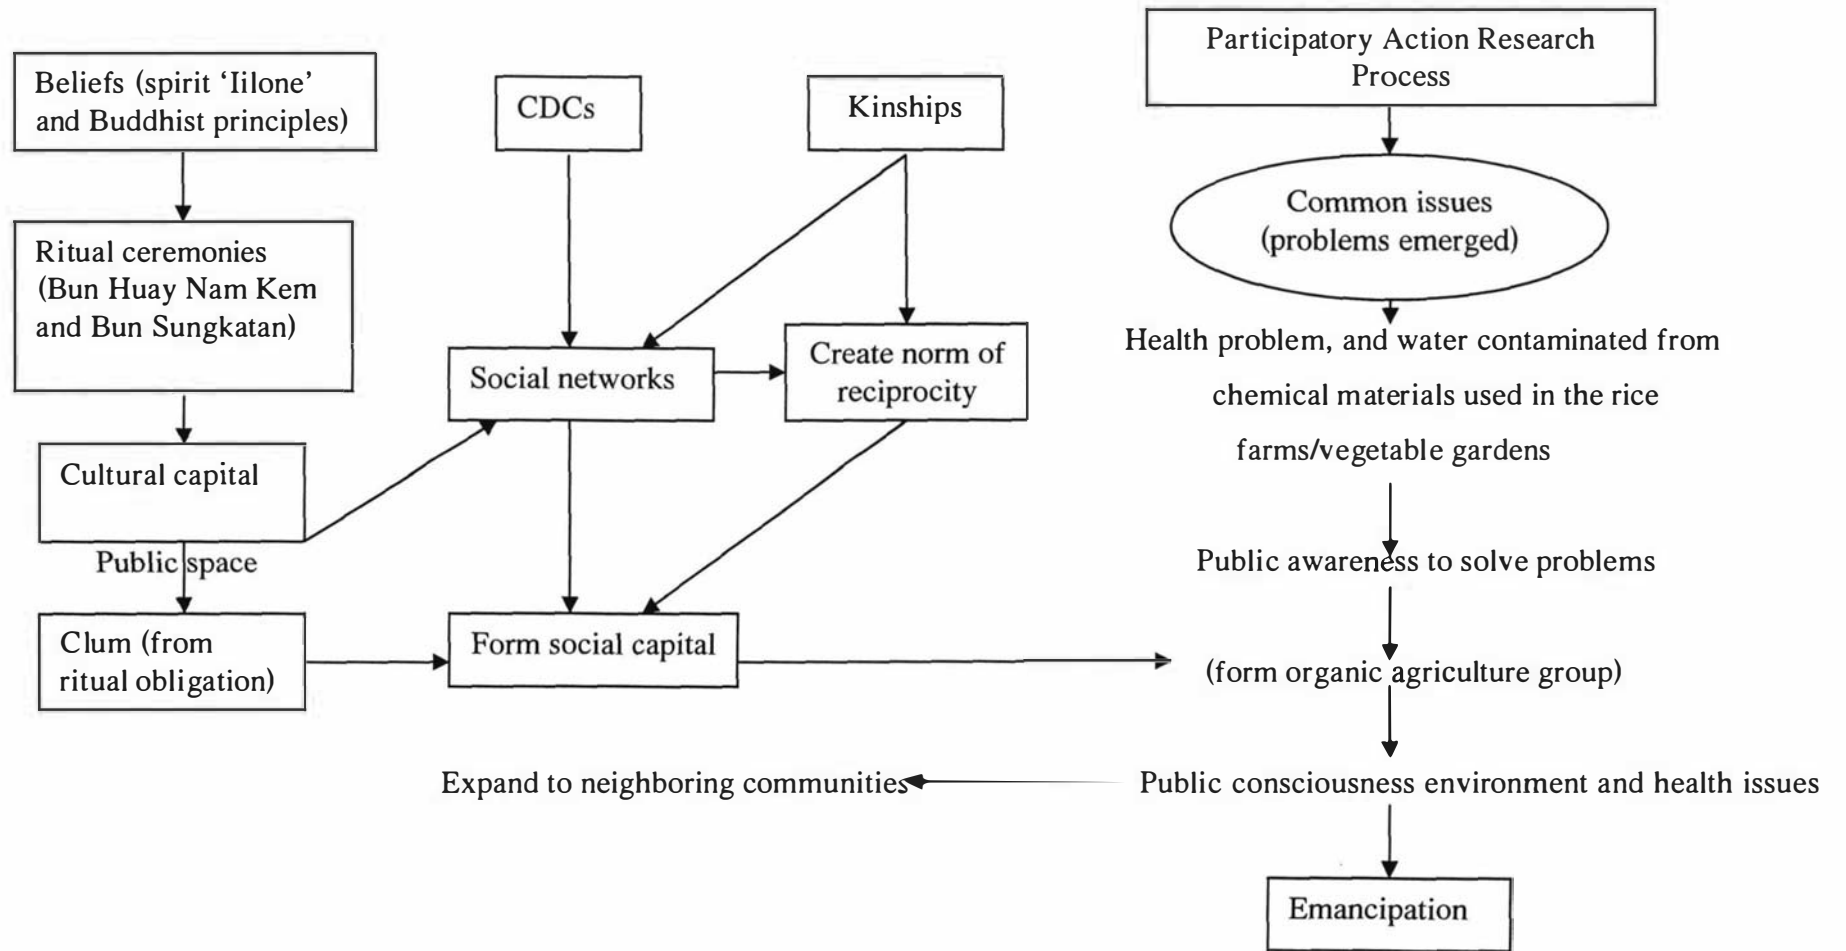 Beliefs (spirit ‘Iilone’
and Buddhist principles)
Ritual ceremonies
(Bun Huay Nam Kem
and Bun Sungkatan)
Cultural capital
Public space
Clum (from
ritual obligation)
CDCs
Kinships
Social networks
Create norm of
reciprocity
Form social capital
Participatory Action Research
Process
Common issues
(problems emerged)
Health problem, and water contaminated from
chemical materials used in the rice
farms/vegetable gardens
Public awareness to solve problems
(form organic agriculture group)
Public consciousness environment and health issues
Expand to neighboring communities
Emancipation